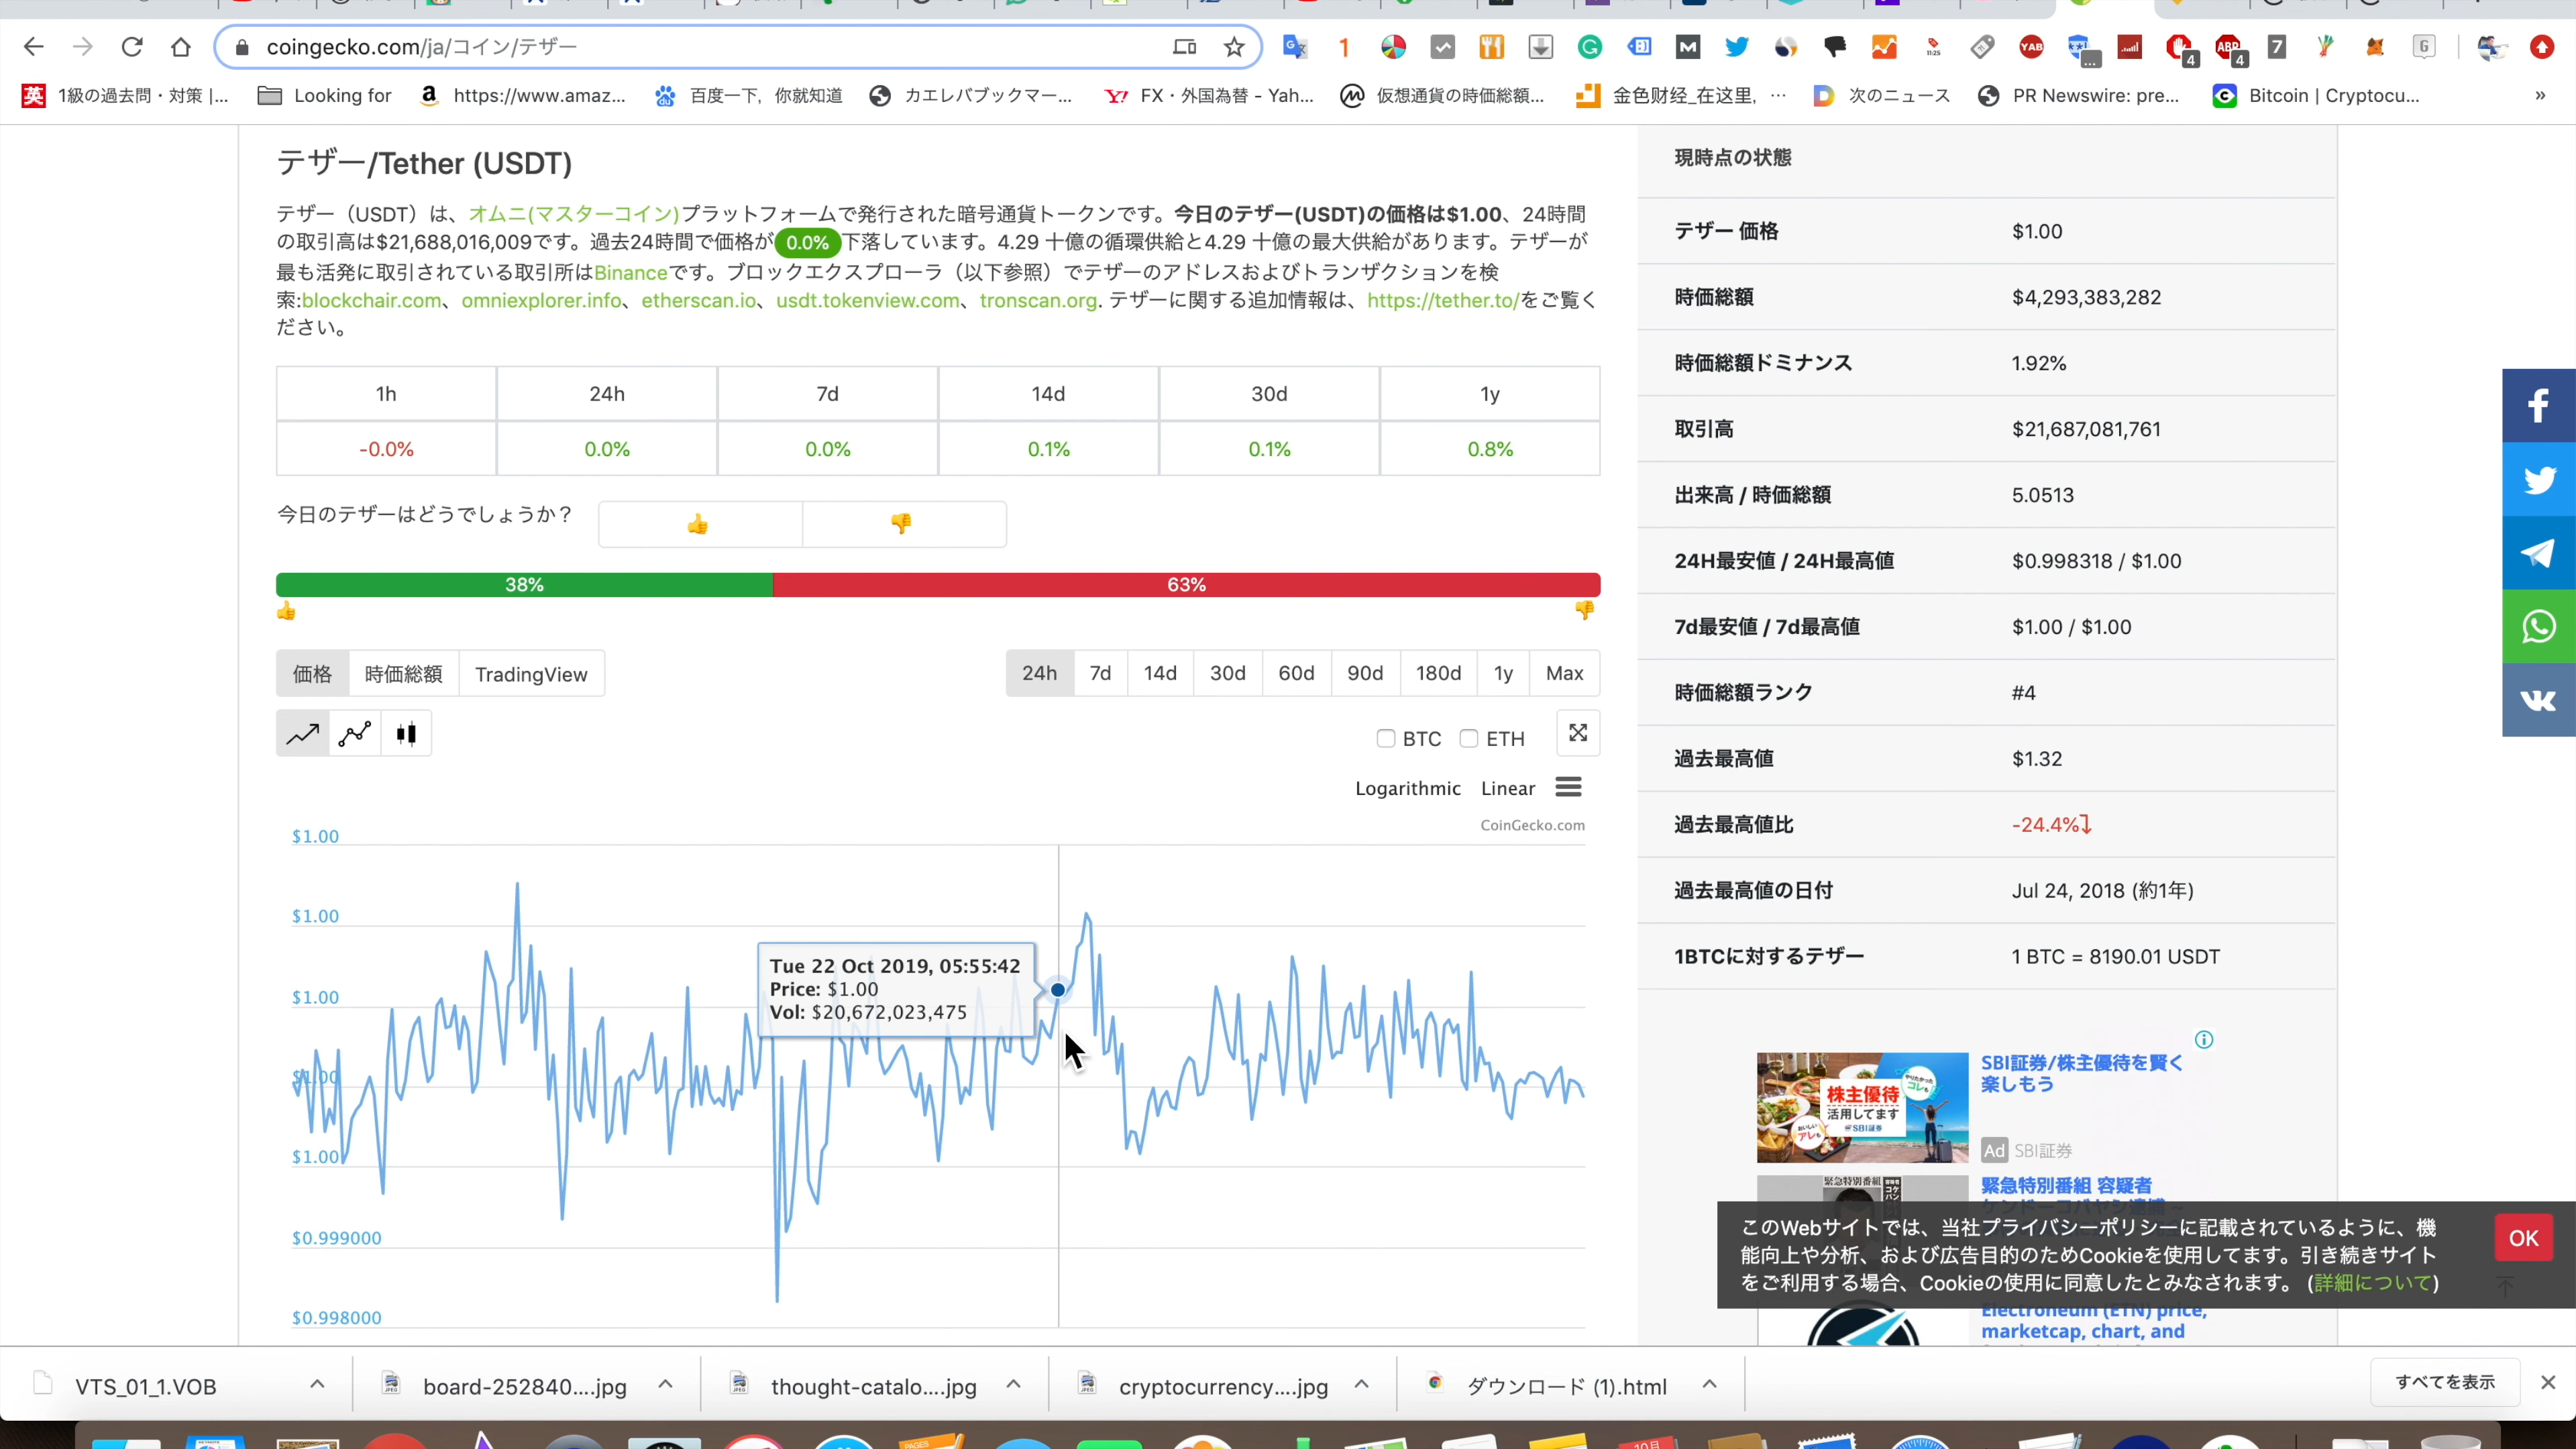 coingecko.com/ja/コイン/テザー
1級の過去問・対策 |...
Looking for
https://www.amaz...
百度一下，你就知道
カエレバブックマー...
FX・外国為替 - Yah...
仮想通貨の時価総額...
金色财经_在这里, ...
次のニュース
PR Newswire: pre...
Bitcoin | Cryptocu...
»
テザー/Tether (USDT)
テザー（USDT）は、オムニ(マスターコイン)プラットフォームで発行された暗号通貨トークンです。今日のテザー(USDT)の価格は$1.00、24時間
の取引高は$21,688,016,009です。過去24時間で価格が 0.0% 下落しています。4.29 十億の循環供給と4.29 十億の最大供給があります。テザーが
最も活発に取引されている取引所はBinanceです。ブロックエクスプローラ（以下参照）でテザーのアドレスおよびトランザクションを検
索:blockchair.com、omniexplorer.info、etherscan.io、usdt.tokenview.com、tronscan.org. テザーに関する追加情報は、https://tether.to/をご覧く
ださい。
1h 24h 7d 14d 30d 1y
-0.0% 0.0% 0.0% 0.1% 0.1% 0.8%
今日のテザーはどうでしょうか？
38% 63%
価格 時価総額 TradingView
24h 7d 14d 30d 60d 90d 180d 1y Max
BTC ETH
Logarithmic Linear
CoinGecko.com
$1.00
$1.00
$1.00
$1.00
$1.00
$0.999000
$0.998000
Tue 22 Oct 2019, 05:55:42
Price: $1.00
Vol: $20,672,023,475
現時点の状態
テザー 価格 $1.00
時価総額 $4,293,383,282
時価総額ドミナンス 1.92%
取引高 $21,687,081,761
出来高 / 時価総額 5.0513
24H最安値 / 24H最高値 $0.998318 / $1.00
7d最安値 / 7d最高値 $1.00 / $1.00
時価総額ランク #4
過去最高値 $1.32
過去最高値比 -24.4%
過去最高値の日付 Jul 24, 2018 (約1年)
1BTCに対するテザー 1 BTC = 8190.01 USDT
株主優待
活用してます
SBI証券
SBI証券/株主優待を賢く
楽しもう
Ad SBI証券
緊急特別番組
緊急特別番組 容疑者
このWebサイトでは、当社プライバシーポリシーに記載されているように、機
能向上や分析、および広告目的のためCookieを使用してます。引き続きサイト
をご利用する場合、Cookieの使用に同意したとみなされます。 (詳細について)
OK
Electroneum (ETN) price,
marketcap, chart, and
VTS_01_1.VOB
board-252840....jpg
thought-catalo....jpg
cryptocurrency....jpg
ダウンロード (1).html
すべてを表示